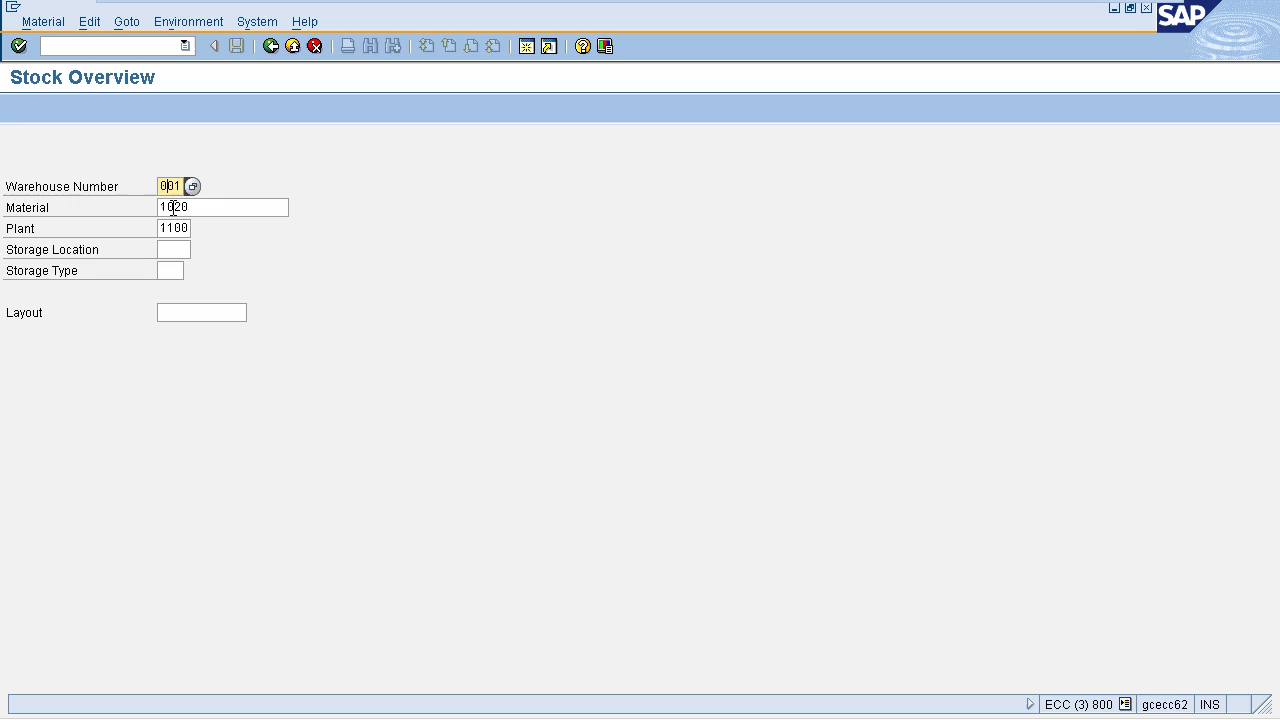 Material Edit Goto Environment System Help
SAP
Stock Overview
Warehouse Number 001
Material 1020
Plant 1100
Storage Location
Storage Type
Layout
ECC (3) 800 gcecc62 INS